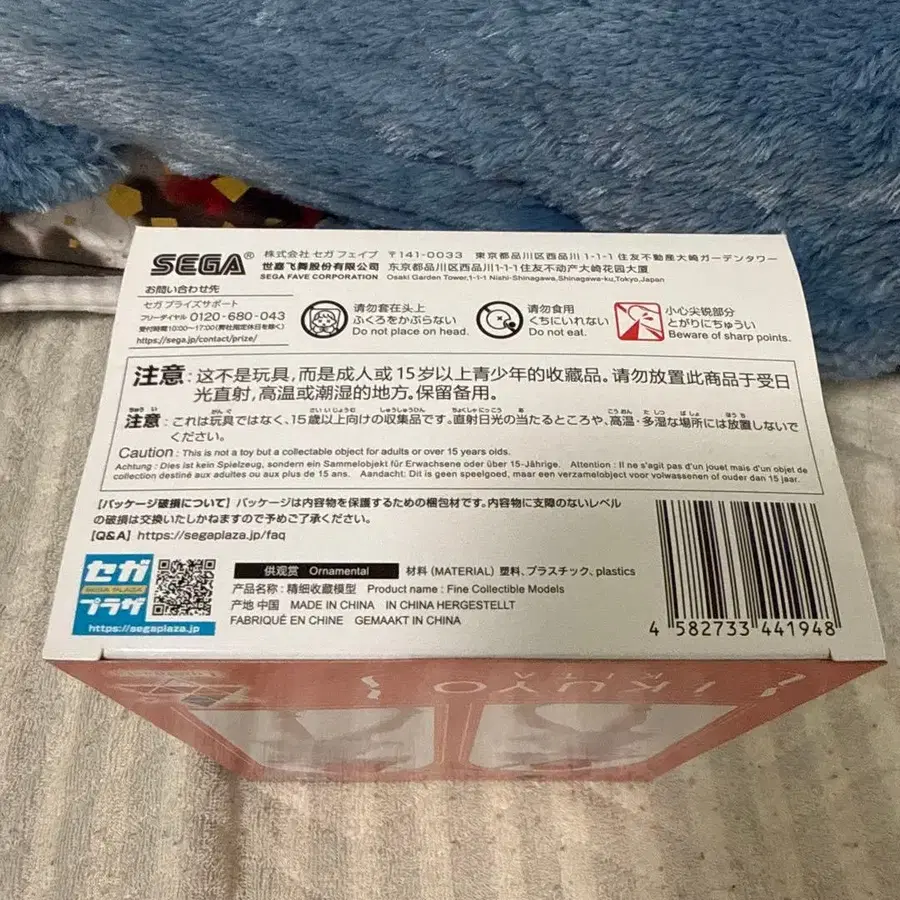 SEGA®
株式会社セガ フェイブ 〒141-0033 東京都品川区西品川1-1-1 住友不動産大崎ガーデンタワー
世嘉飞舞股份有限公司 东京都品川区西品川1-1-1住友不动产大崎花园大厦
SEGA FAVE CORPORATION Osaki Garden Tower,1-1-1 Nishi-Shinagawa,Shinagawa-ku,Tokyo,Japan
お問い合わせ先
セガ プライズサポート
フリーダイヤル 0120-680-043
受付時間10:00〜17:00(弊社指定休日を除く)
https://sega.jp/contact/prize/
请勿套在头上
ふくろをかぶらない
Do not place on head.
请勿食用
くちにいれない
Do not eat.
小心尖锐部分
とがりにちゅうい
Beware of sharp points.
注意:这不是玩具,而是成人或15岁以上青少年的收藏品。请勿放置此商品于受日
光直射,高温或潮湿的地方。保留备用。
注意:これは玩具ではなく、15歳以上向けの収集品です。直射日光の当たるところや、高温・多湿な場所には放置しないで
ください。
Caution : This is not a toy but a collectable object for adults or over 15 years olds.
Achtung : Dies ist kein Spielzeug, sondern ein Sammelobjekt für Erwachsene oder über 15-Jährige. Attention : Il ne s'agit pas d'un jouet mais d'un objet de
collection destiné aux adultes ou aux plus de 15 ans. Aandacht: Dit is geen speelgoed, maar een verzamelobject voor volwassenen of ouder dan 15 jaar.
【パッケージ破損について】パッケージは内容物を保護するための梱包材です。内容物に支障のないレベル
の破損は交換いたしかねますので予めご了承ください。
【Q&A】https://segaplaza.jp/faq
セガ
SEGA PLAZA
プラザ
https://segaplaza.jp
供观赏 Ornamental 材料 (MATERIAL) 塑料、プラスチック、plastics
产品名称:精细收藏模型 Product name : Fine Collectible Models
产地 中国 MADE IN CHINA IN CHINA HERGESTELLT
FABRIQUÉ EN CHINE GEMAAKT IN CHINA
4 582733 441948
IKUYO
KITA